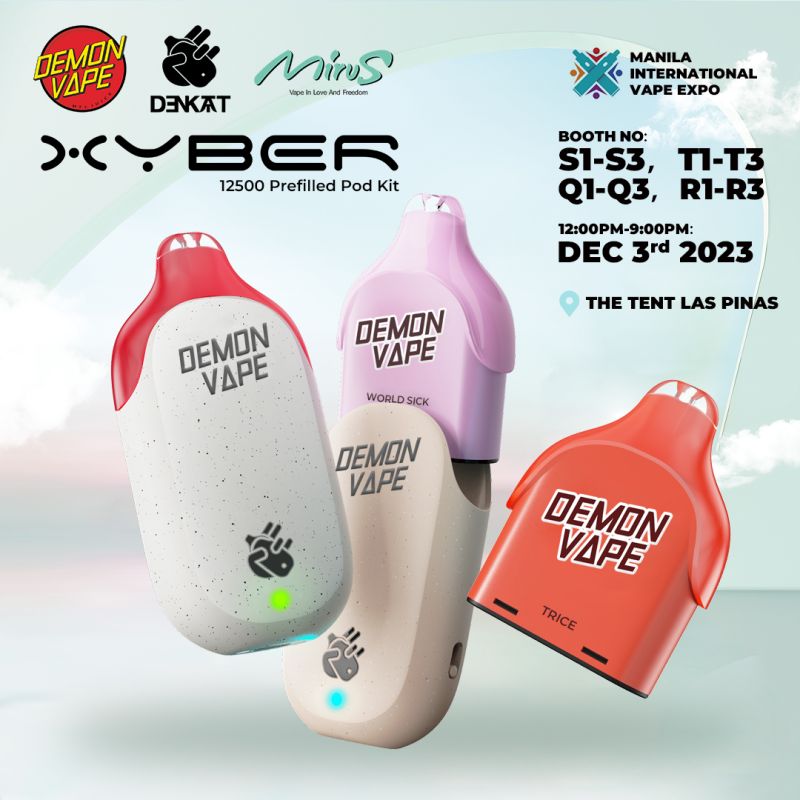 DEMON
VAPE
DENKAT
MiruS
Vape In Love And Freedom
MANILA
INTERNATIONAL
VAPE EXPO
XYBER
12500 Prefilled Pod Kit
BOOTH NO:
S1-S3, T1-T3
Q1-Q3, R1-R3
12:00PM-9:00PM:
DEC 3rd 2023
THE TENT LAS PINAS
DEMON
VAPE
WORLD SICK
DEMON
VAPE
DEMON
VAPE
DEMON
VAPE
TRICE